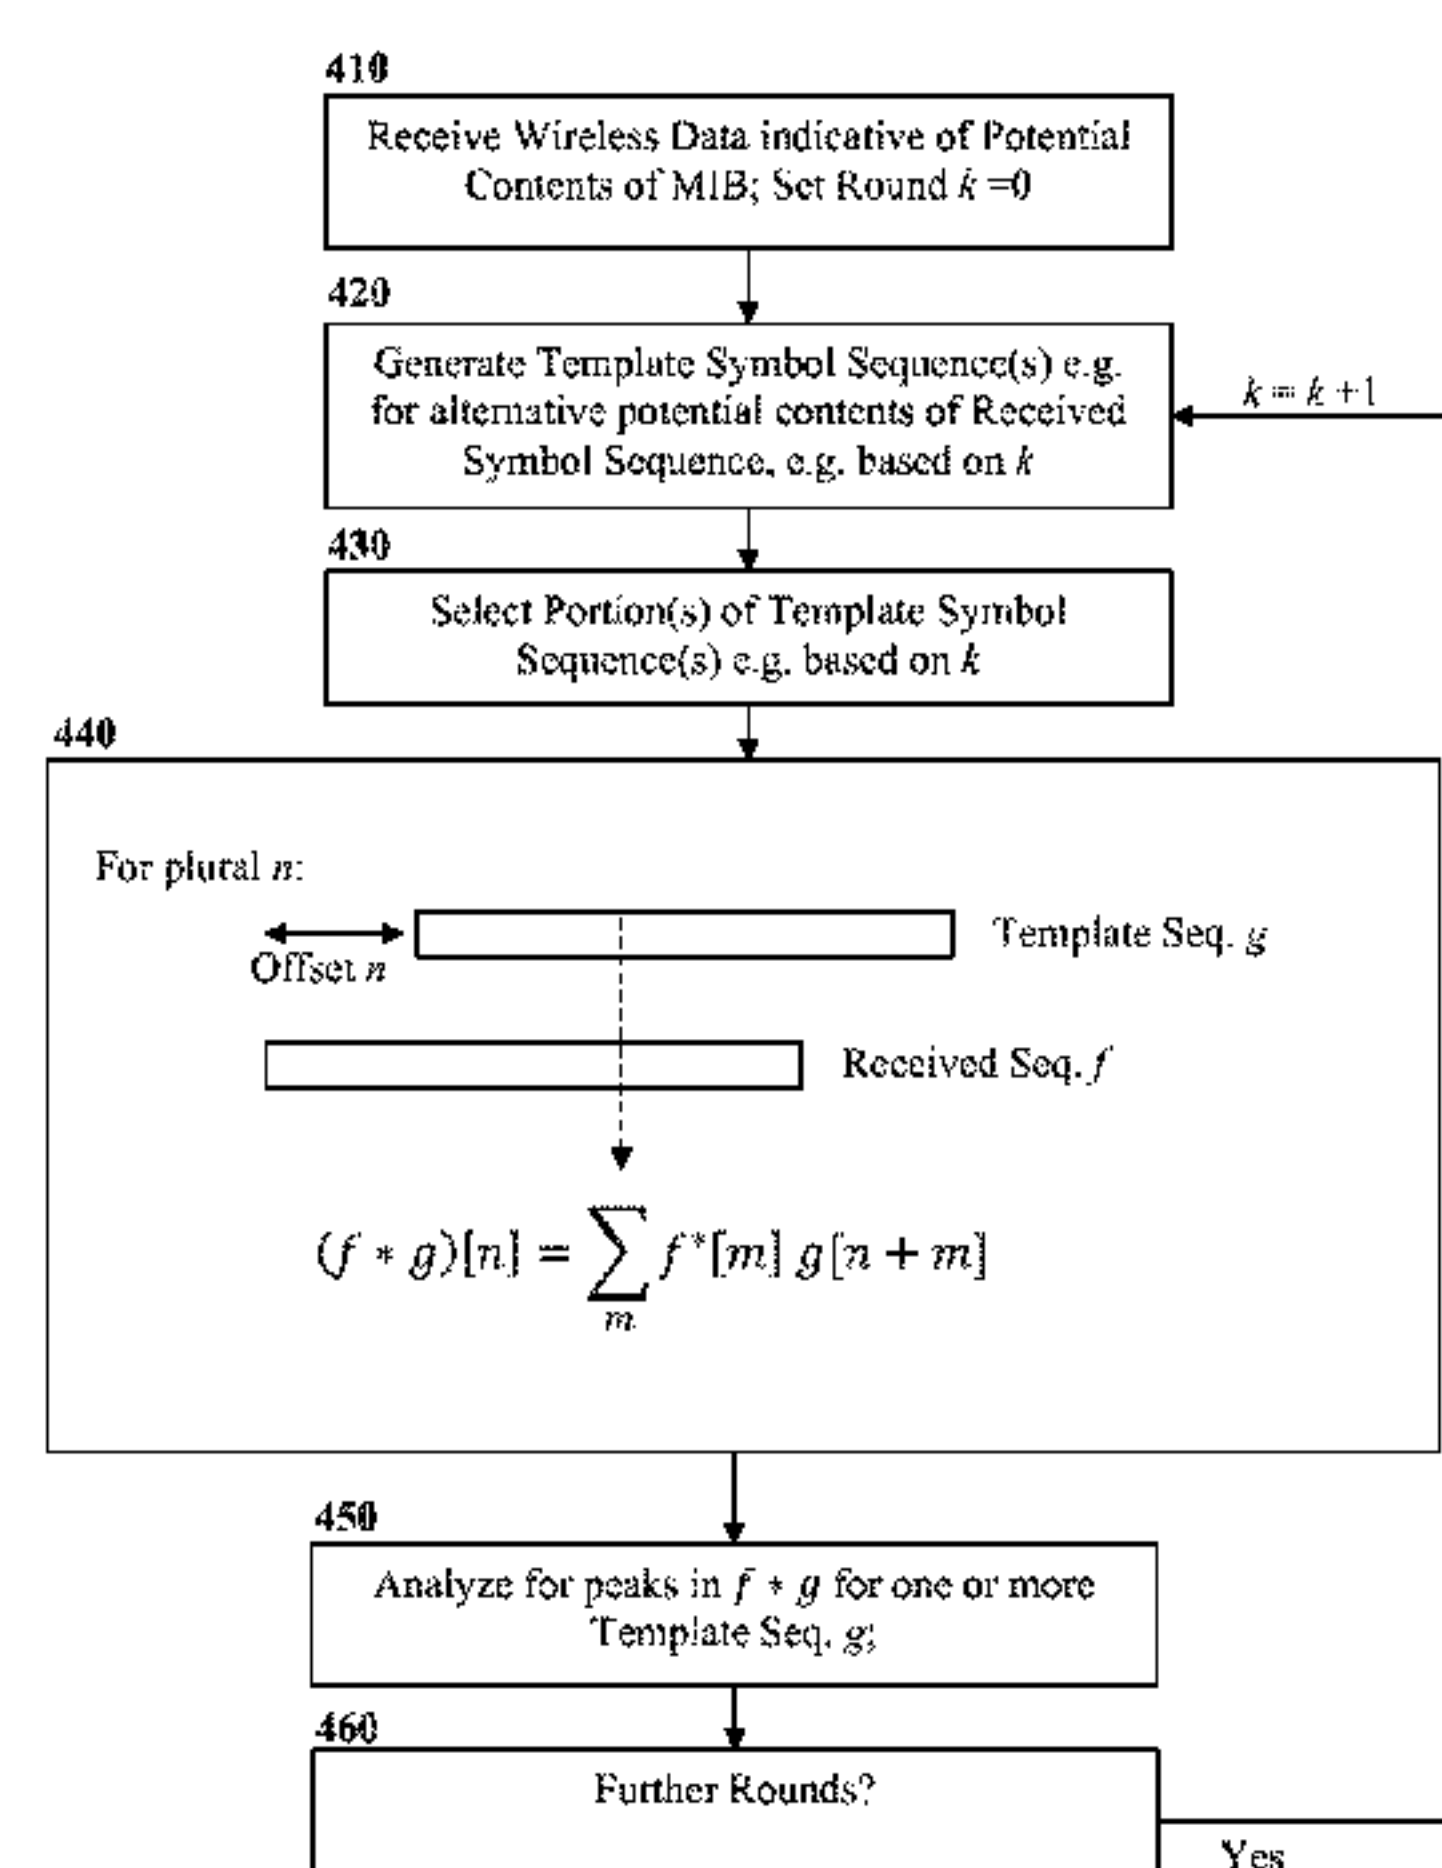 410
Receive Wireless Data indicative of Potential
Contents of MIB; Set Round k =0
420
Generate Template Symbol Sequence(s) e.g.
for alternative potential contents of Received
Symbol Sequence, e.g. based on k
k = k +1
430
Select Portion(s) of Template Symbol
Sequence(s) e.g. based on k
440
For plural n:
Template Seq. g
Offset n
Received Seq. f
(f * g)[n] = ∑ f*[m] g[n + m]
m
450
Analyze for peaks in f * g for one or more
Template Seq. g;
460
Further Rounds?
Yes